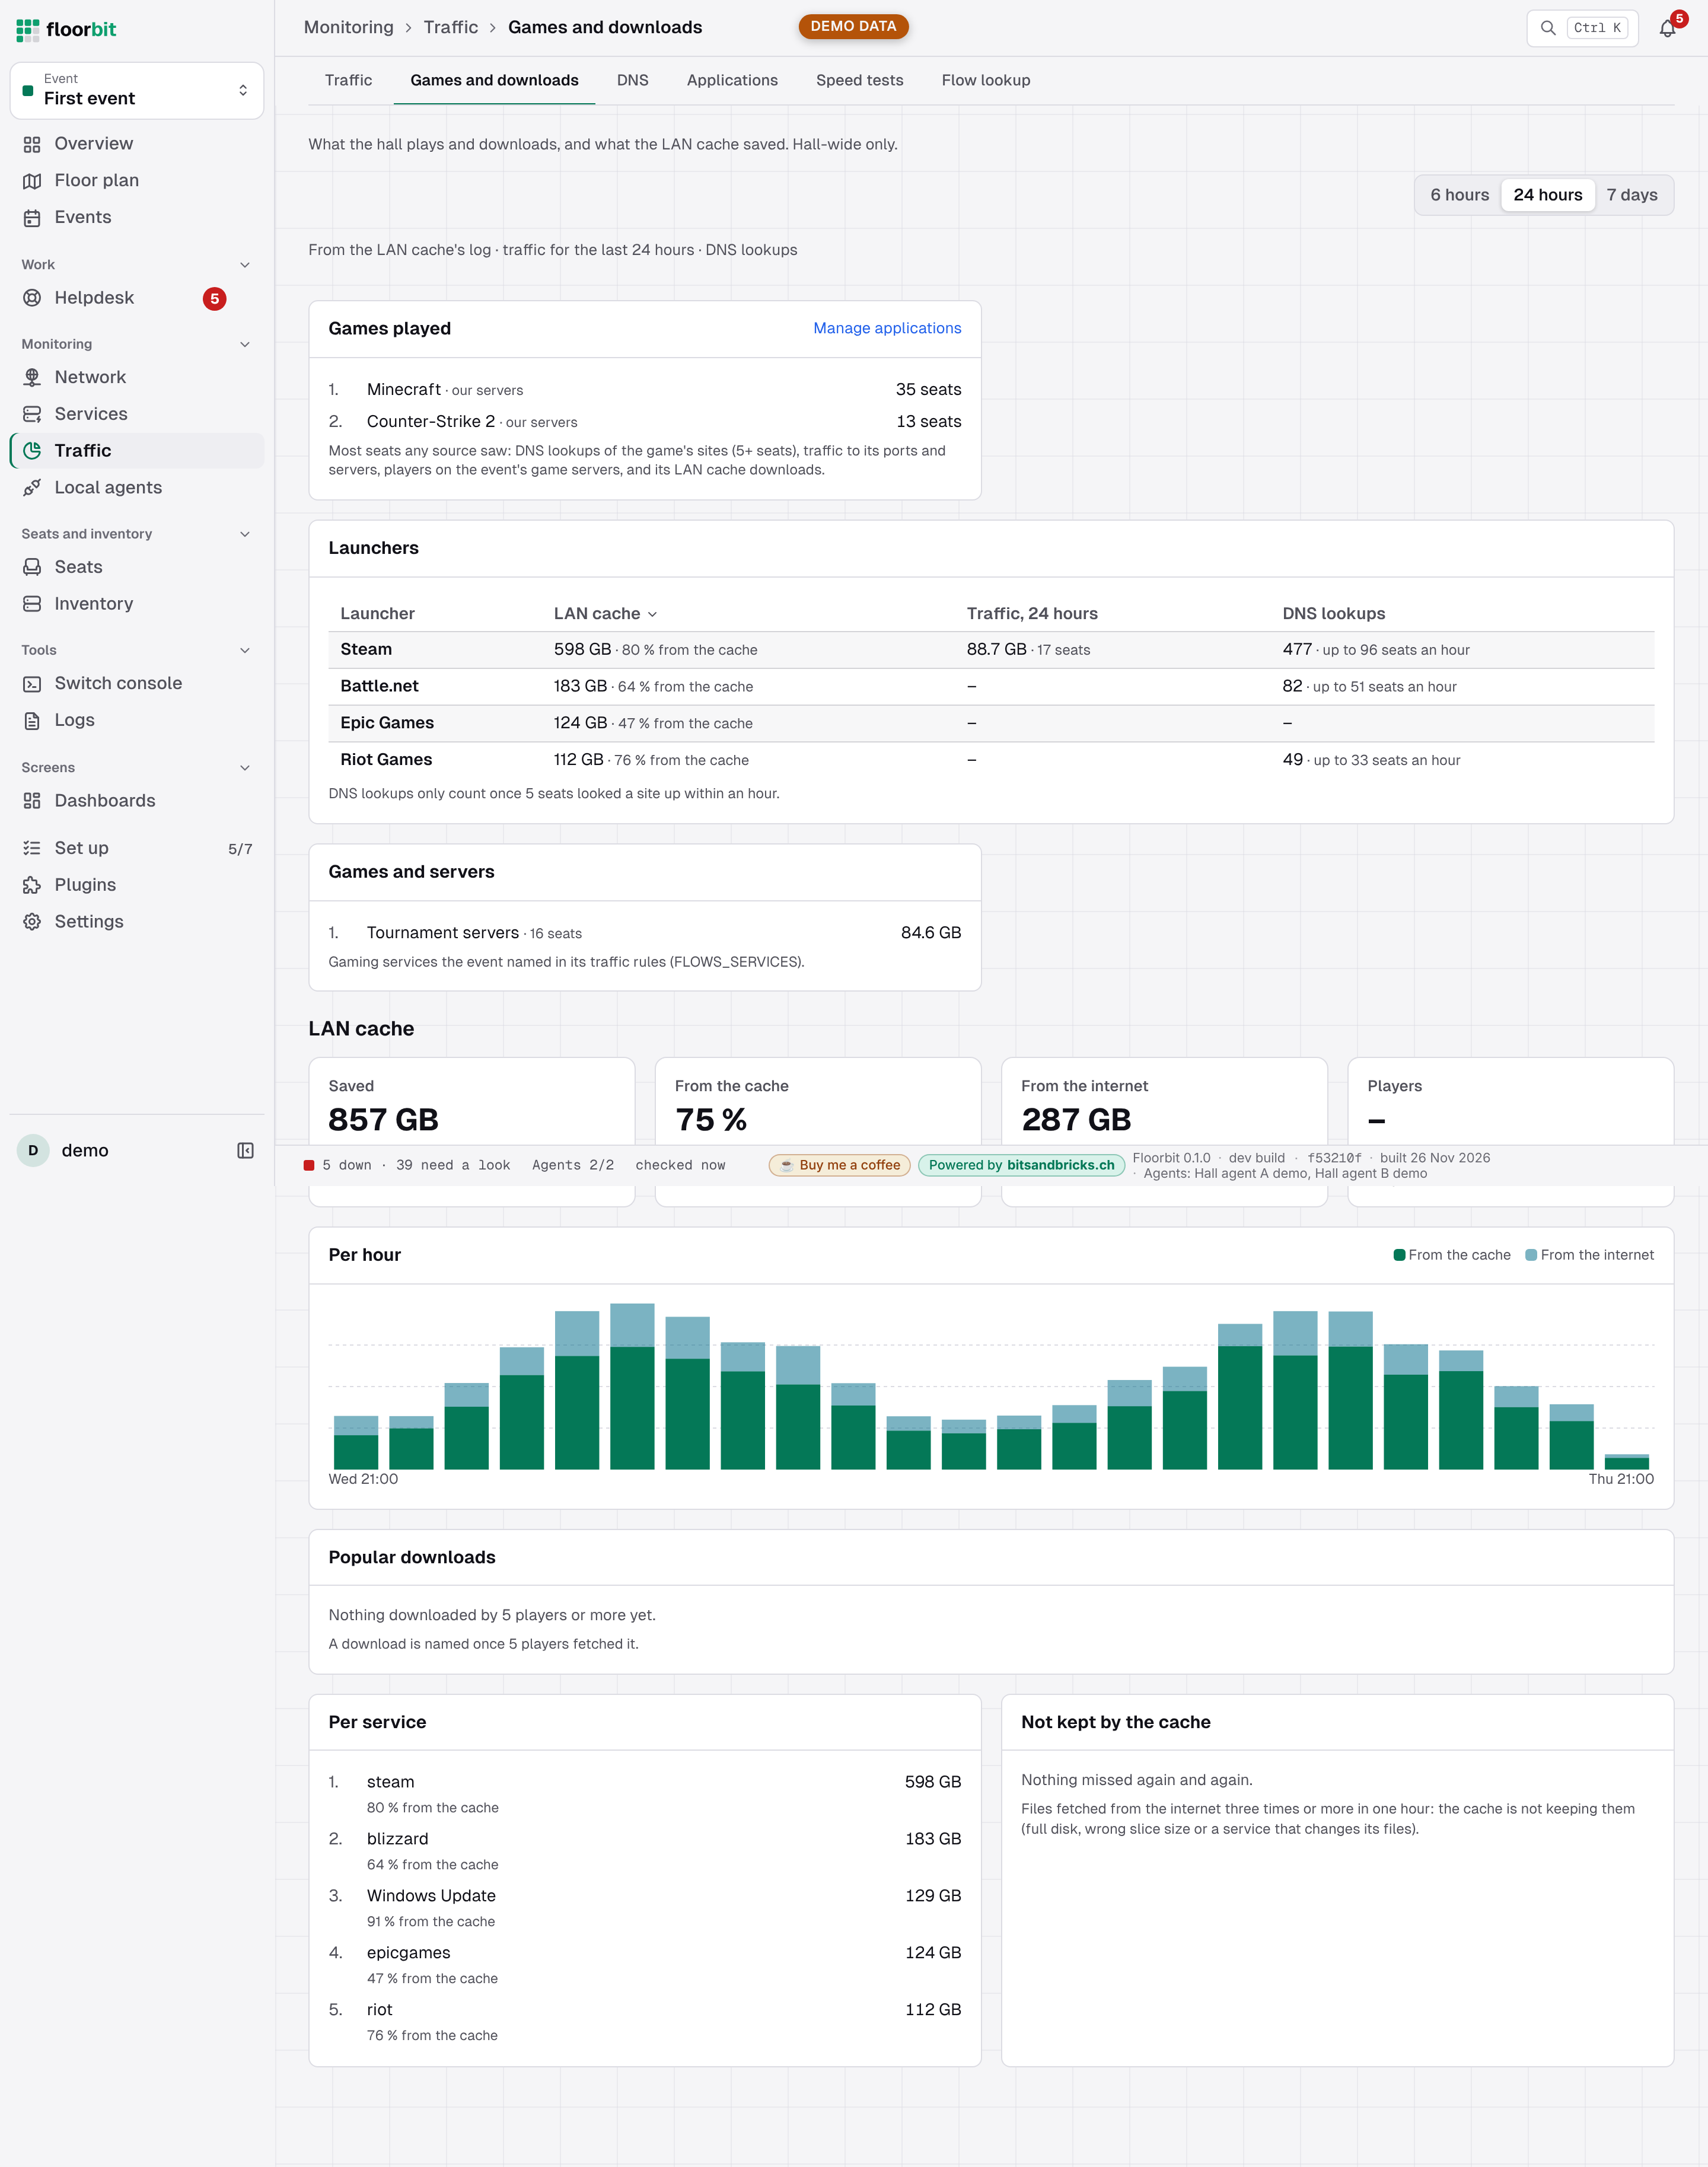 floorbit
Event
First event
Overview
Floor plan
Events
Work
Helpdesk 5
Monitoring
Network
Services
Traffic
Local agents
Seats and inventory
Seats
Inventory
Tools
Switch console
Logs
Screens
Dashboards
Set up 5/7
Plugins
Settings
D demo
Monitoring > Traffic > Games and downloads
DEMO DATA
Ctrl K
5
Traffic Games and downloads DNS Applications Speed tests Flow lookup
What the hall plays and downloads, and what the LAN cache saved. Hall-wide only.
6 hours 24 hours 7 days
From the LAN cache's log · traffic for the last 24 hours · DNS lookups
Games played Manage applications
1. Minecraft · our servers 35 seats
2. Counter-Strike 2 · our servers 13 seats
Most seats any source saw: DNS lookups of the game's sites (5+ seats), traffic to its ports and
servers, players on the event's game servers, and its LAN cache downloads.
Launchers
Launcher LAN cache Traffic, 24 hours DNS lookups
Steam 598 GB · 80 % from the cache 88.7 GB · 17 seats 477 · up to 96 seats an hour
Battle.net 183 GB · 64 % from the cache – 82 · up to 51 seats an hour
Epic Games 124 GB · 47 % from the cache – –
Riot Games 112 GB · 76 % from the cache – 49 · up to 33 seats an hour
DNS lookups only count once 5 seats looked a site up within an hour.
Games and servers
1. Tournament servers · 16 seats 84.6 GB
Gaming services the event named in its traffic rules (FLOWS_SERVICES).
LAN cache
Saved From the cache From the internet Players
857 GB 75 % 287 GB –
5 down · 39 need a look Agents 2/2 checked now
☕ Buy me a coffee
Powered by bitsandbricks.ch
Floorbit 0.1.0 · dev build · f53210f · built 26 Nov 2026
· Agents: Hall agent A demo, Hall agent B demo
Per hour From the cache From the internet
Wed 21:00 Thu 21:00
Popular downloads
Nothing downloaded by 5 players or more yet.
A download is named once 5 players fetched it.
Per service
1. steam 598 GB
80 % from the cache
2. blizzard 183 GB
64 % from the cache
3. Windows Update 129 GB
91 % from the cache
4. epicgames 124 GB
47 % from the cache
5. riot 112 GB
76 % from the cache
Not kept by the cache
Nothing missed again and again.
Files fetched from the internet three times or more in one hour: the cache is not keeping them
(full disk, wrong slice size or a service that changes its files).